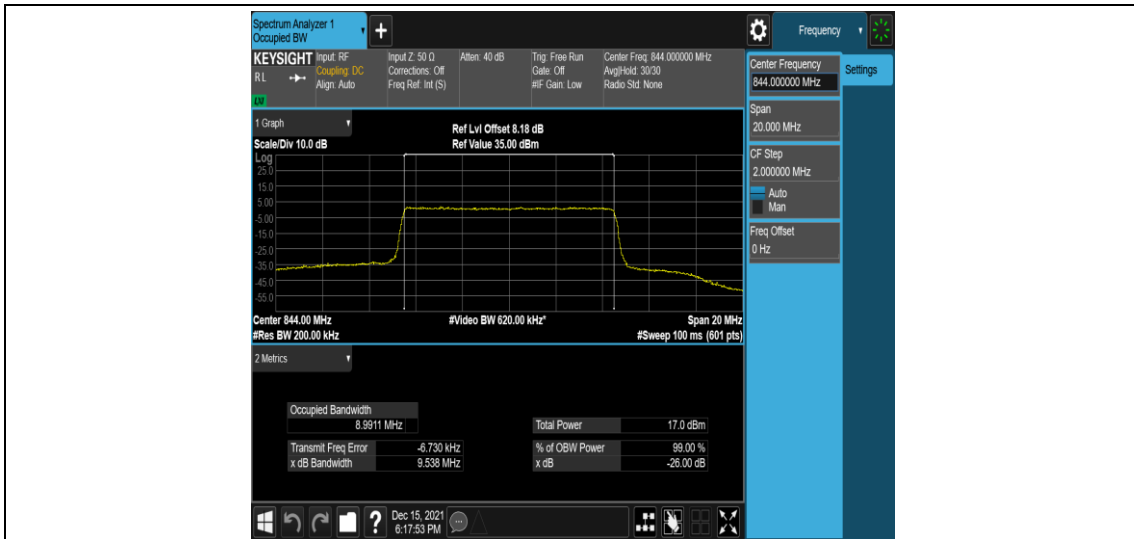 Spectrum Analyzer 1
Occupied BW
Frequency
KEYSIGHT
RL
Input: RF
Coupling: DC
Align: Auto
Input Z: 50 Ω
Corrections: Off
Freq Ref: Int (S)
Atten: 40 dB
Trig: Free Run
Gate: Off
#IF Gain: Low
Center Freq: 844.000000 MHz
Avg|Hold: 30/30
Radio Std: None
Center Frequency
844.000000 MHz
Settings
Span
20.000 MHz
CF Step
2.000000 MHz
Auto
Man
Freq Offset
0 Hz
1 Graph
Scale/Div 10.0 dB
Ref Lvl Offset 8.18 dB
Ref Value 35.00 dBm
Log
25.0
15.0
5.00
-5.00
-15.0
-25.0
-35.0
-45.0
-55.0
Center 844.00 MHz
#Video BW 620.00 kHz*
Span 20 MHz
#Res BW 200.00 kHz
#Sweep 100 ms (601 pts)
2 Metrics
Occupied Bandwidth
8.9911 MHz
Total Power 17.0 dBm
Transmit Freq Error -6.730 kHz
% of OBW Power 99.00 %
x dB Bandwidth 9.538 MHz
x dB -26.00 dB
?
Dec 15, 2021
6:17:53 PM